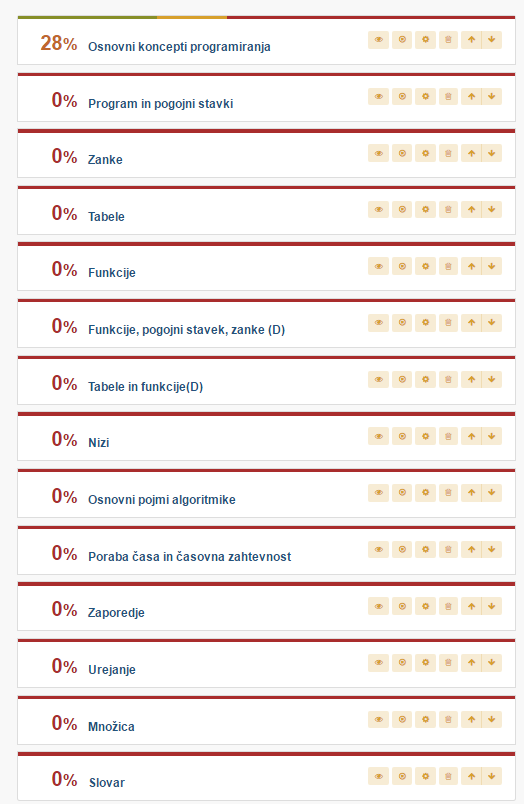 28% Osnovni koncepti programiranja
0% Program in pogojni stavki
0% Zanke
0% Tabele
0% Funkcije
0% Funkcije, pogojni stavek, zanke (D)
0% Tabele in funkcije(D)
0% Nizi
0% Osnovni pojmi algoritmike
0% Poraba časa in časovna zahtevnost
0% Zaporedje
0% Urejanje
0% Množica
0% Slovar